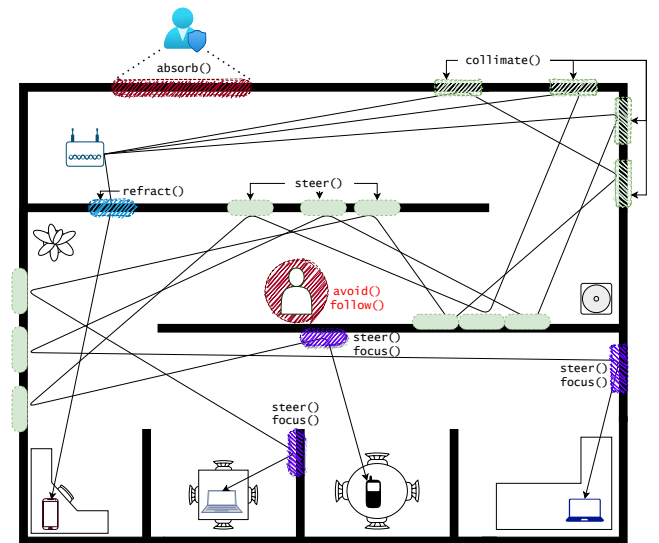 collimate()
absorb()
refract()
steer()
avoid()
follow()
steer()
focus()
steer()
focus()
steer()
focus()